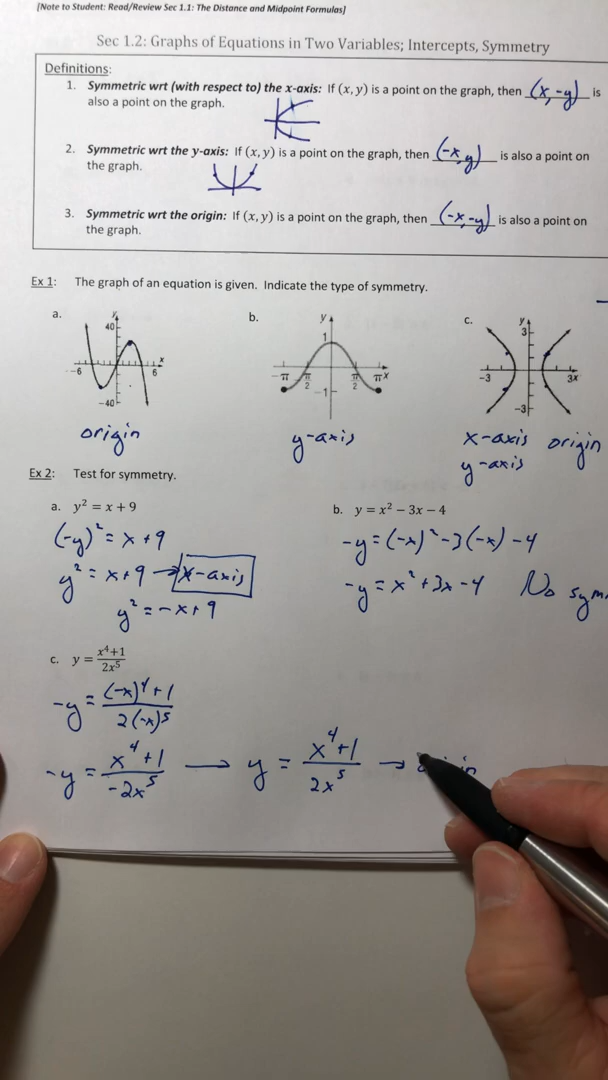 [Note to Student: Read/Review Sec 1.1: The Distance and Midpoint Formulas]
Sec 1.2: Graphs of Equations in Two Variables; Intercepts, Symmetry
Definitions:
1. Symmetric wrt (with respect to) the x-axis: If (x, y) is a point on the graph, then (x, -y) is
also a point on the graph.
2. Symmetric wrt the y-axis: If (x, y) is a point on the graph, then (-x, y) is also a point on
the graph.
3. Symmetric wrt the origin: If (x, y) is a point on the graph, then (-x, -y) is also a point on
the graph.
Ex 1: The graph of an equation is given. Indicate the type of symmetry.
a. b. c.
y 40 x -6 6 -40
y 1 -π π/2 π/2 π x -1
y 3 -3 3x -3
origin y-axis x-axis origin
y-axis
Ex 2: Test for symmetry.
a. y² = x + 9 b. y = x² − 3x − 4
(-y)² = x + 9 -y = (-x)² - 3(-x) - 4
y² = x + 9 → x-axis -y = x² + 3x - 4 No sym
y² = -x + 9
c. y = (x⁴+1)/(2x⁵)
-y = ((-x)⁴ + 1)/(2(-x)⁵)
-y = (x⁴ + 1)/(-2x⁵) → y = (x⁴ + 1)/(2x⁵) →